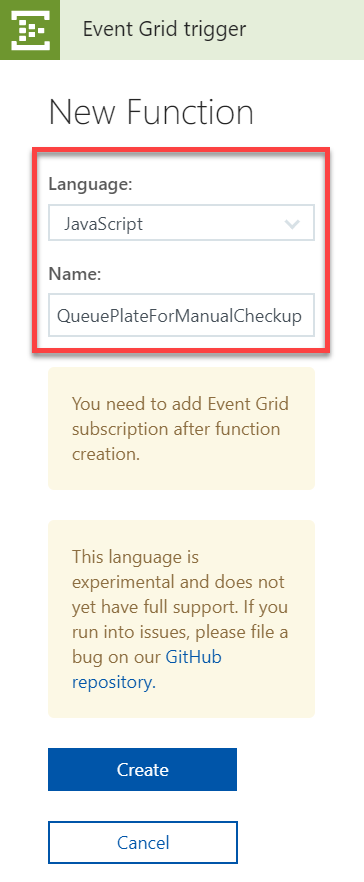 Event Grid trigger
New Function
Language:
JavaScript
Name:
QueuePlateForManualCheckup
You need to add Event Grid
subscription after function
creation.
This language is
experimental and does not
yet have full support. If you
run into issues, please file a
bug on our GitHub
repository.
Create
Cancel